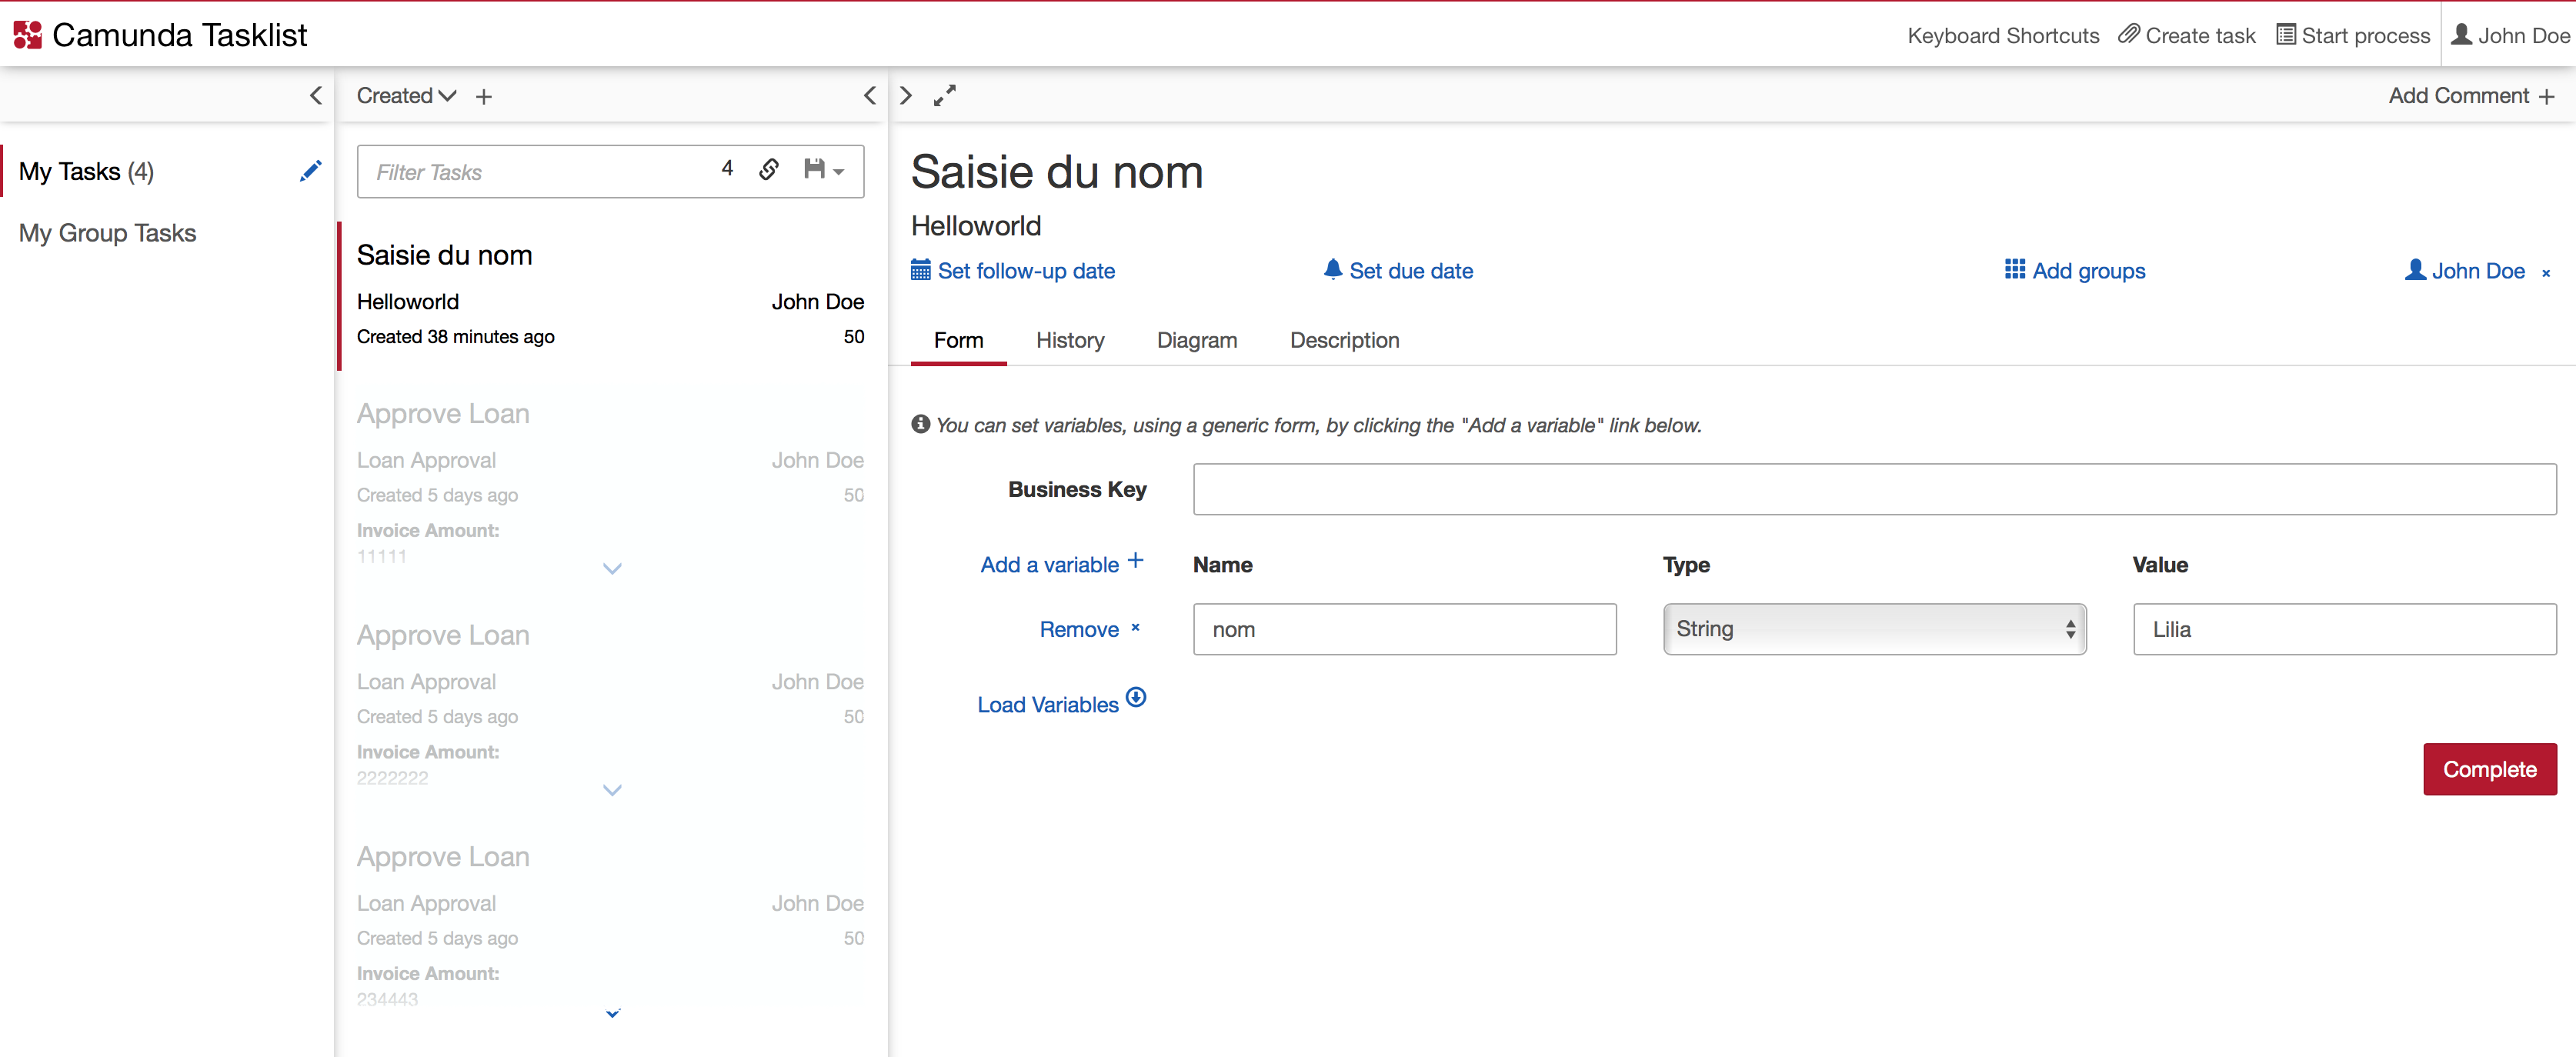 Camunda Tasklist
Keyboard Shortcuts Create task Start process John Doe
Created
Add Comment
My Tasks (4)
My Group Tasks
Filter Tasks 4
Saisie du nom
Helloworld John Doe
Created 38 minutes ago 50
Approve Loan
Loan Approval John Doe
Created 5 days ago 50
Invoice Amount:
11111
Approve Loan
Loan Approval John Doe
Created 5 days ago 50
Invoice Amount:
2222222
Approve Loan
Loan Approval John Doe
Created 5 days ago 50
Invoice Amount:
234443
Saisie du nom
Helloworld
Set follow-up date Set due date Add groups John Doe ×
Form History Diagram Description
You can set variables, using a generic form, by clicking the "Add a variable" link below.
Business Key
Add a variable + Name Type Value
Remove × nom String Lilia
Load Variables
Complete